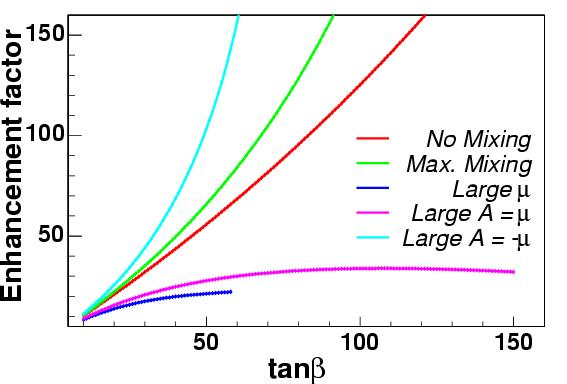 Enhancement factor
150
100
50
No Mixing
Max. Mixing
Large μ
Large A = μ
Large A = -μ
50 100 150
tanβ